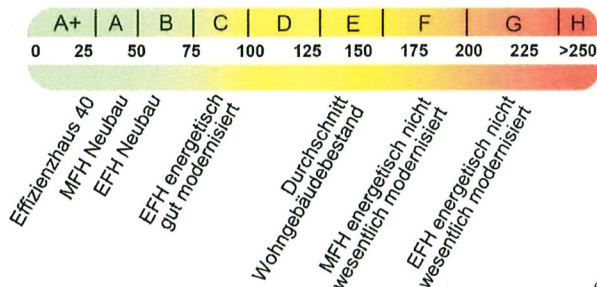 A+ A B C D E F G H
0 25 50 75 100 125 150 175 200 225 >250
Effizienzhaus 40
MFH Neubau
EFH Neubau
EFH energetisch
gut modernisiert
Durchschnitt
Wohngebäudebestand
MFH energetisch nicht
wesentlich modernisiert
EFH energetisch nicht
wesentlich modernisiert